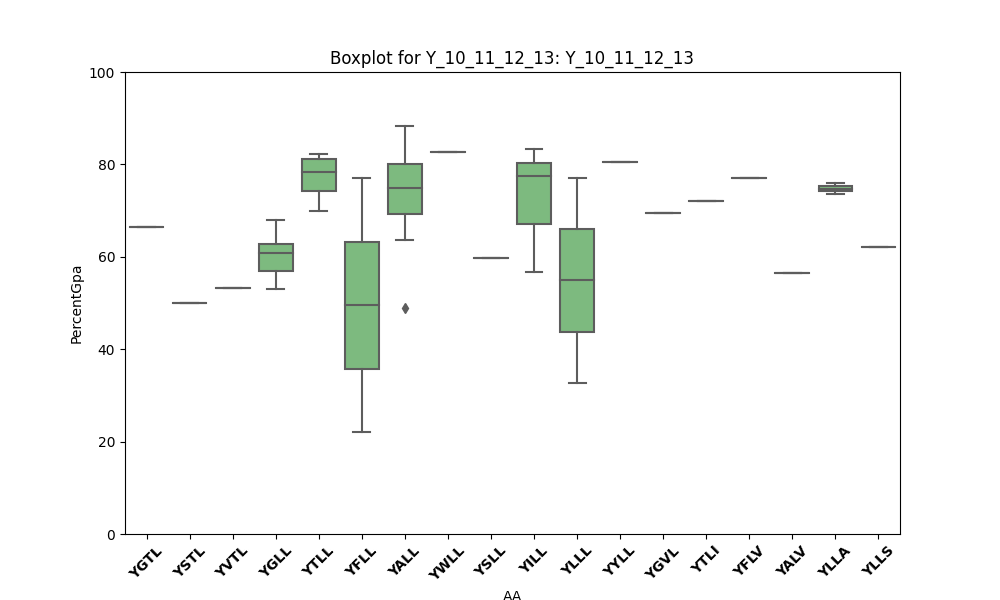 Boxplot for Y_10_11_12_13: Y_10_11_12_13
100
80
60
40
20
0
PercentGpa
YGTL YSTL YVTL YGLL YTLL YFLL YALL YWLL YSLL YILL YLLL YYLL YGVL YTLI YFLV YALV YLLA YLLS
AA